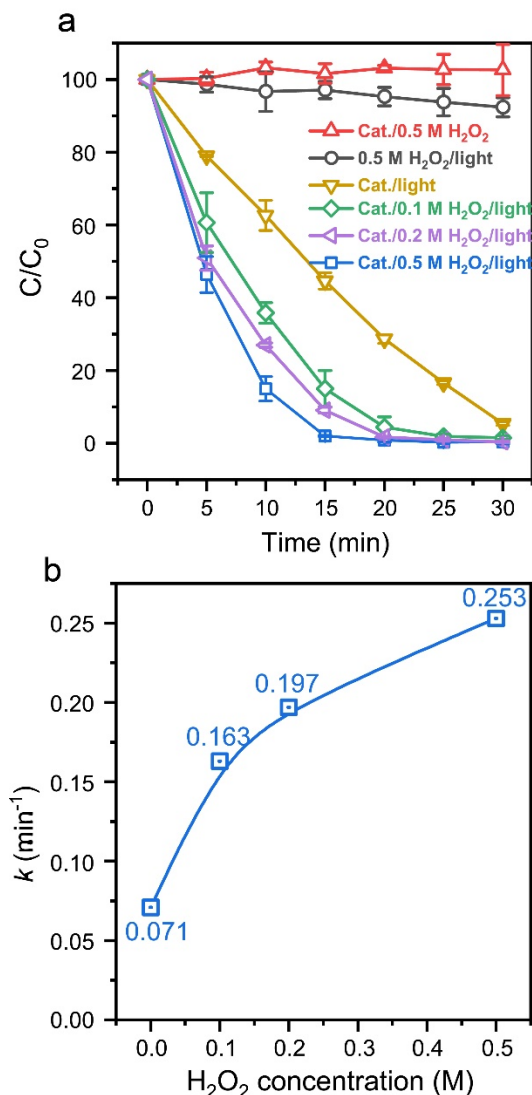 a
C/C₀
100
80
60
40
20
0
Cat./0.5 M H₂O₂
0.5 M H₂O₂/light
Cat./light
Cat./0.1 M H₂O₂/light
Cat./0.2 M H₂O₂/light
Cat./0.5 M H₂O₂/light
0 5 10 15 20 25 30
Time (min)
b
k (min⁻¹)
0.25
0.20
0.15
0.10
0.05
0.00
0.253
0.197
0.163
0.071
0.0 0.1 0.2 0.3 0.4 0.5
H₂O₂ concentration (M)